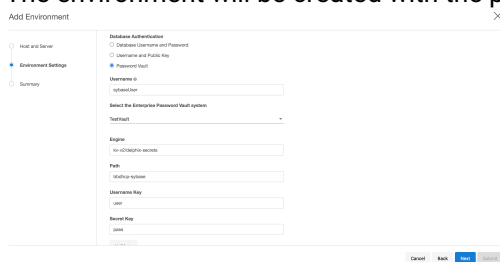 The environment will be created with the p
Add Environment
Host and Server
Environment Settings
Summary
Database Authentication
Database Username and Password
Username and Public Key
Password Vault
Username
sybaseUser
Select the Enterprise Password Vault system
TestVault
Engine
kv-v2/delphix-secrets
Path
Username Key
user
Secret Key
pass
Cancel Back Next Submit